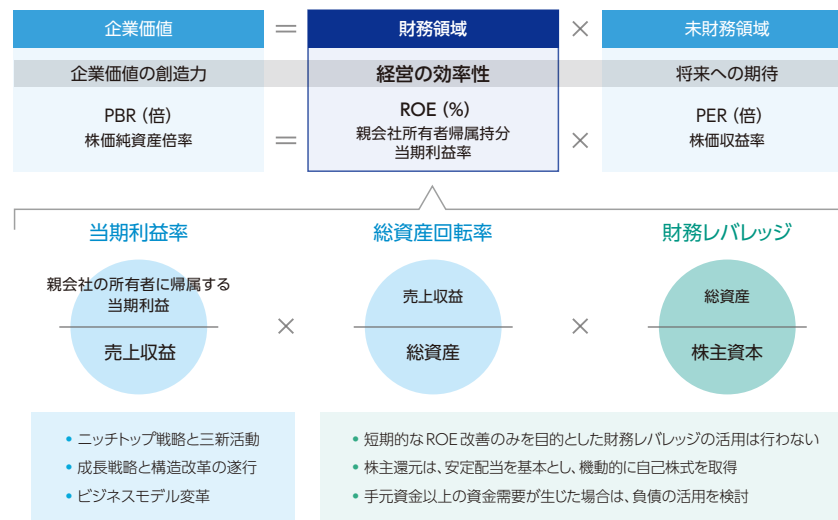 企業価値 = 財務領域 × 未財務領域
企業価値の創造力 経営の効率性 将来への期待
PBR（倍）
株価純資産倍率
=
ROE（%）
親会社所有者帰属持分
当期利益率
×
PER（倍）
株価収益率
当期利益率 総資産回転率 財務レバレッジ
親会社の所有者に帰属する
当期利益
売上収益
×
売上収益
総資産
×
総資産
株主資本
• ニッチトップ戦略と三新活動
• 成長戦略と構造改革の遂行
• ビジネスモデル変革
• 短期的なROE改善のみを目的とした財務レバレッジの活用は行わない
• 株主還元は、安定配当を基本とし、機動的に自己株式を取得
• 手元資金以上の資金需要が生じた場合は、負債の活用を検討